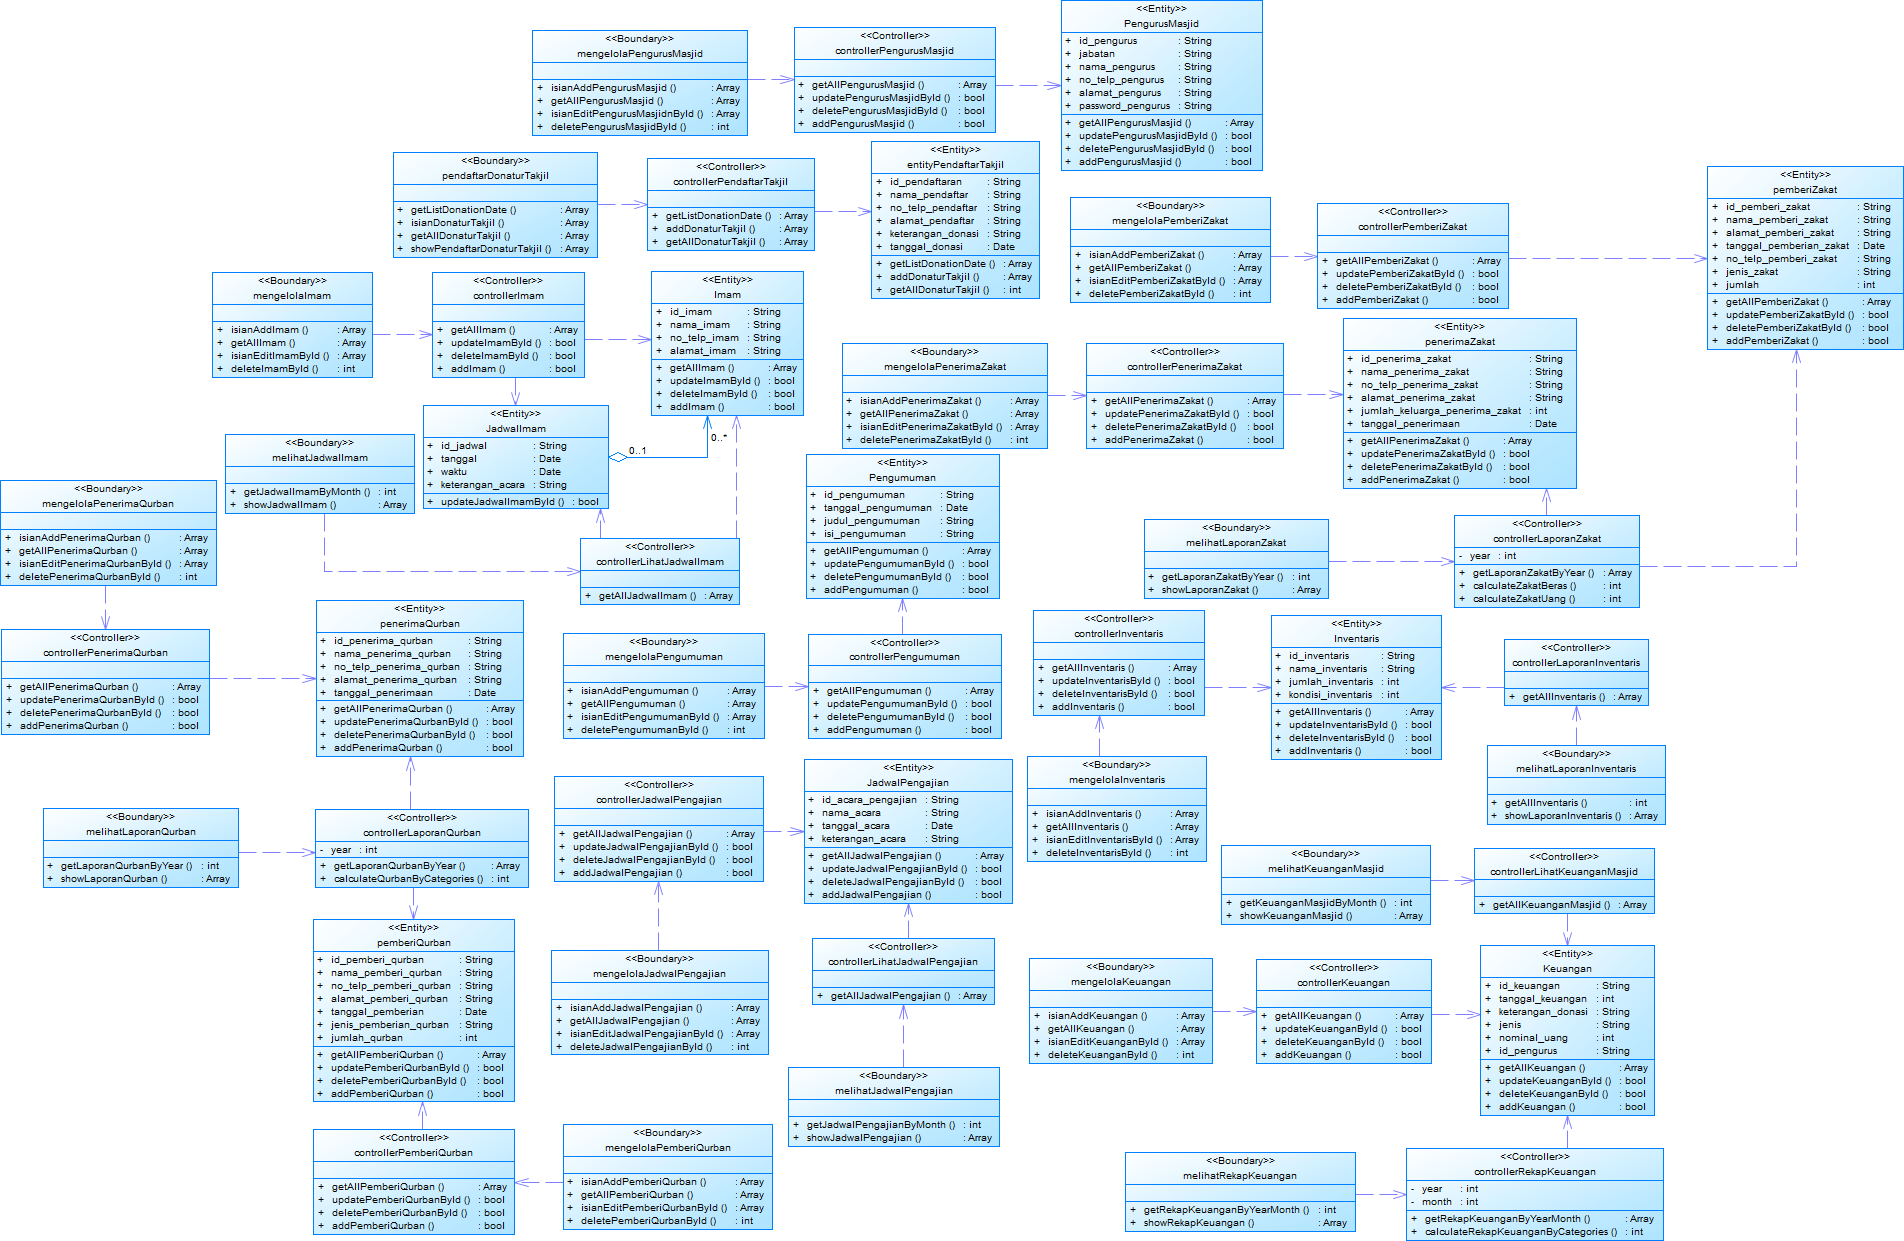 <<Boundary>>
mengelolaPengurusMasjid
+ isianAddPengurusMasjid () : Array
+ getAllPengurusMasjid () : Array
+ isianEditPengurusMasjidnById () : Array
+ deletePengurusMasjidById () : int
<<Controller>>
controllerPengurusMasjid
+ getAllPengurusMasjid () : Array
+ updatePengurusMasjidById () : bool
+ deletePengurusMasjidById () : bool
+ addPengurusMasjid () : bool
<<Entity>>
PengurusMasjid
+ id_pengurus : String
+ jabatan : String
+ nama_pengurus : String
+ no_telp_pengurus : String
+ alamat_pengurus : String
+ password_pengurus : String
+ getAllPengurusMasjid () : Array
+ updatePengurusMasjidById () : bool
+ deletePengurusMasjidById () : bool
+ addPengurusMasjid () : bool
<<Boundary>>
pendaftarDonaturTakjil
+ getListDonationDate () : Array
+ isianDonaturTakjil () : Array
+ getAllDonaturTakjil () : Array
+ showPendaftarDonaturTakjil () : Array
<<Controller>>
controllerPendaftarTakjil
+ getListDonationDate () : Array
+ addDonaturTakjil () : Array
+ getAllDonaturTakjil () : Array
<<Entity>>
entityPendaftarTakjil
+ id_pendaftaran : String
+ nama_pendaftar : String
+ no_telp_pendaftar : String
+ alamat_pendaftar : String
+ keterangan_donasi : String
+ tanggal_donasi : Date
+ getListDonationDate () : Array
+ addDonaturTakjil () : Array
+ getAllDonaturTakjil () : int
<<Boundary>>
mengelolaPemberiZakat
+ isianAddPemberiZakat () : Array
+ getAllPemberiZakat () : Array
+ isianEditPemberiZakatById () : Array
+ deletePemberiZakatById () : int
<<Controller>>
controllerPemberiZakat
+ getAllPemberiZakat () : Array
+ updatePemberiZakatById () : bool
+ deletePemberiZakatById () : bool
+ addPemberiZakat () : bool
<<Entity>>
pemberiZakat
+ id_pemberi_zakat : String
+ nama_pemberi_zakat : String
+ alamat_pemberi_zakat : String
+ tanggal_pemberian_zakat : Date
+ no_telp_pemberi_zakat : String
+ jenis_zakat : String
+ jumlah : int
+ getAllPemberiZakat () : Array
+ updatePemberiZakatById () : bool
+ deletePemberiZakatById () : bool
+ addPemberiZakat () : bool
<<Boundary>>
mengelolaImam
+ isianAddImam () : Array
+ getAllImam () : Array
+ isianEditImamById () : Array
+ deleteImamById () : int
<<Controller>>
controllerImam
+ getAllImam () : Array
+ updateImamById () : bool
+ deleteImamById () : bool
+ addImam () : bool
<<Entity>>
Imam
+ id_imam : String
+ nama_imam : String
+ no_telp_imam : String
+ alamat_imam : String
+ getAllImam () : Array
+ updateImamById () : bool
+ deleteImamById () : bool
+ addImam () : bool
<<Boundary>>
mengelolaPenerimaZakat
+ isianAddPenerimaZakat () : Array
+ getAllPenerimaZakat () : Array
+ isianEditPenerimaZakatById () : Array
+ deletePenerimaZakatById () : int
<<Controller>>
controllerPenerimaZakat
+ getAllPenerimaZakat () : Array
+ updatePenerimaZakatById () : bool
+ deletePenerimaZakatById () : bool
+ addPenerimaZakat () : bool
<<Entity>>
penerimaZakat
+ id_penerima_zakat : String
+ nama_penerima_zakat : String
+ no_telp_penerima_zakat : String
+ alamat_penerima_zakat : String
+ jumlah_keluarga_penerima_zakat : int
+ tanggal_penerimaan : Date
+ getAllPenerimaZakat () : Array
+ updatePenerimaZakatById () : bool
+ deletePenerimaZakatById () : bool
+ addPenerimaZakat () : bool
<<Entity>>
JadwalImam
+ id_jadwal : String
+ tanggal : Date
+ waktu : Date
+ keterangan_acara : String
+ updateJadwalImamById () : bool
0..1
0..*
<<Boundary>>
melihatJadwalImam
+ getJadwalImamByMonth () : int
+ showJadwalImam () : Array
<<Controller>>
controllerLihatJadwalImam
+ getAllJadwalImam () : Array
<<Entity>>
Pengumuman
+ id_pengumuman : String
+ tanggal_pengumuman : Date
+ judul_pengumuman : String
+ isi_pengumuman : String
+ getAllPengumuman () : Array
+ updatePengumumanById () : bool
+ deletePengumumanById () : bool
+ addPengumuman () : bool
<<Boundary>>
mengelolaPenerimaQurban
+ isianAddPenerimaQurban () : Array
+ getAllPenerimaQurban () : Array
+ isianEditPenerimaQurbanById () : Array
+ deletePenerimaQurbanById () : int
<<Boundary>>
melihatLaporanZakat
+ getLaporanZakatByYear () : int
+ showLaporanZakat () : Array
<<Controller>>
controllerLaporanZakat
- year : int
+ getLaporanZakatByYear () : Array
+ calculateZakatBeras () : int
+ calculateZakatUang () : int
<<Controller>>
controllerPenerimaQurban
+ getAllPenerimaQurban () : Array
+ updatePenerimaQurbanById () : bool
+ deletePenerimaQurbanById () : bool
+ addPenerimaQurban () : bool
<<Entity>>
penerimaQurban
+ id_penerima_qurban : String
+ nama_penerima_qurban : String
+ no_telp_penerima_qurban : String
+ alamat_penerima_qurban : String
+ tanggal_penerimaan : Date
+ getAllPenerimaQurban () : Array
+ updatePenerimaQurbanById () : bool
+ deletePenerimaQurbanById () : bool
+ addPenerimaQurban () : bool
<<Boundary>>
mengelolaPengumuman
+ isianAddPengumuman () : Array
+ getAllPengumuman () : Array
+ isianEditPengumumanById () : Array
+ deletePengumumanById () : int
<<Controller>>
controllerPengumuman
+ getAllPengumuman () : Array
+ updatePengumumanById () : bool
+ deletePengumumanById () : bool
+ addPengumuman () : bool
<<Controller>>
controllerInventaris
+ getAllInventaris () : Array
+ updateInventarisById () : bool
+ deleteInventarisById () : bool
+ addInventaris () : bool
<<Entity>>
Inventaris
+ id_inventaris : String
+ nama_inventaris : String
+ jumlah_inventaris : int
+ kondisi_inventaris : int
+ getAllInventaris () : Array
+ updateInventarisById () : bool
+ deleteInventarisById () : bool
+ addInventaris () : bool
<<Controller>>
controllerLaporanInventaris
+ getAllInventaris () : Array
<<Boundary>>
melihatLaporanInventaris
+ getAllInventaris () : int
+ showLaporanInventaris () : Array
<<Boundary>>
mengelolaInventaris
+ isianAddInventaris () : Array
+ getAllInventaris () : Array
+ isianEditInventarisById () : Array
+ deleteInventarisById () : int
<<Boundary>>
melihatLaporanQurban
+ getLaporanQurbanByYear () : int
+ showLaporanQurban () : Array
<<Controller>>
controllerLaporanQurban
- year : int
+ getLaporanQurbanByYear () : Array
+ calculateQurbanByCategories () : int
<<Controller>>
controllerJadwalPengajian
+ getAllJadwalPengajian () : Array
+ updateJadwalPengajianById () : bool
+ deleteJadwalPengajianById () : bool
+ addJadwalPengajian () : bool
<<Entity>>
JadwalPengajian
+ id_acara_pengajian : String
+ nama_acara : String
+ tanggal_acara : Date
+ keterangan_acara : String
+ getAllJadwalPengajian () : Array
+ updateJadwalPengajianById () : bool
+ deleteJadwalPengajianById () : bool
+ addJadwalPengajian () : bool
<<Boundary>>
melihatKeuanganMasjid
+ getKeuanganMasjidByMonth () : int
+ showKeuanganMasjid () : Array
<<Controller>>
controllerLihatKeuanganMasjid
+ getAllKeuanganMasjid () : Array
<<Entity>>
pemberiQurban
+ id_pemberi_qurban : String
+ nama_pemberi_qurban : String
+ no_telp_pemberi_qurban : String
+ alamat_pemberi_qurban : String
+ tanggal_pemberian : Date
+ jenis_pemberian_qurban : String
+ jumlah_qurban : int
+ getAllPemberiQurban () : Array
+ updatePemberiQurbanById () : bool
+ deletePemberiQurbanById () : bool
+ addPemberiQurban () : bool
<<Boundary>>
mengelolaJadwalPengajian
+ isianAddJadwalPengajian () : Array
+ getAllJadwalPengajian () : Array
+ isianEditJadwalPengajianById () : Array
+ deleteJadwalPengajianById () : int
<<Controller>>
controllerLihatJadwalPengajian
+ getAllJadwalPengajian () : Array
<<Boundary>>
melihatJadwalPengajian
+ getJadwalPengajianByMonth () : int
+ showJadwalPengajian () : Array
<<Boundary>>
mengelolaKeuangan
+ isianAddKeuangan () : Array
+ getAllKeuangan () : Array
+ isianEditKeuanganById () : Array
+ deleteKeuanganById () : int
<<Controller>>
controllerKeuangan
+ getAllKeuangan () : Array
+ updateKeuanganById () : bool
+ deleteKeuanganById () : bool
+ addKeuangan () : bool
<<Entity>>
Keuangan
+ id_keuangan : String
+ tanggal_keuangan : int
+ keterangan_donasi : String
+ jenis : String
+ nominal_uang : int
+ id_pengurus : String
+ getAllKeuangan () : Array
+ updateKeuanganById () : bool
+ deleteKeuanganById () : bool
+ addKeuangan () : bool
<<Controller>>
controllerPemberiQurban
+ getAllPemberiQurban () : Array
+ updatePemberiQurbanById () : bool
+ deletePemberiQurbanById () : bool
+ addPemberiQurban () : bool
<<Boundary>>
mengelolaPemberiQurban
+ isianAddPemberiQurban () : Array
+ getAllPemberiQurban () : Array
+ isianEditPemberiQurbanById () : Array
+ deletePemberiQurbanById () : int
<<Boundary>>
melihatRekapKeuangan
+ getRekapKeuanganByYearMonth () : int
+ showRekapKeuangan () : Array
<<Controller>>
controllerRekapKeuangan
- year : int
- month : int
+ getRekapKeuanganByYearMonth () : Array
+ calculateRekapKeuanganByCategories () : int